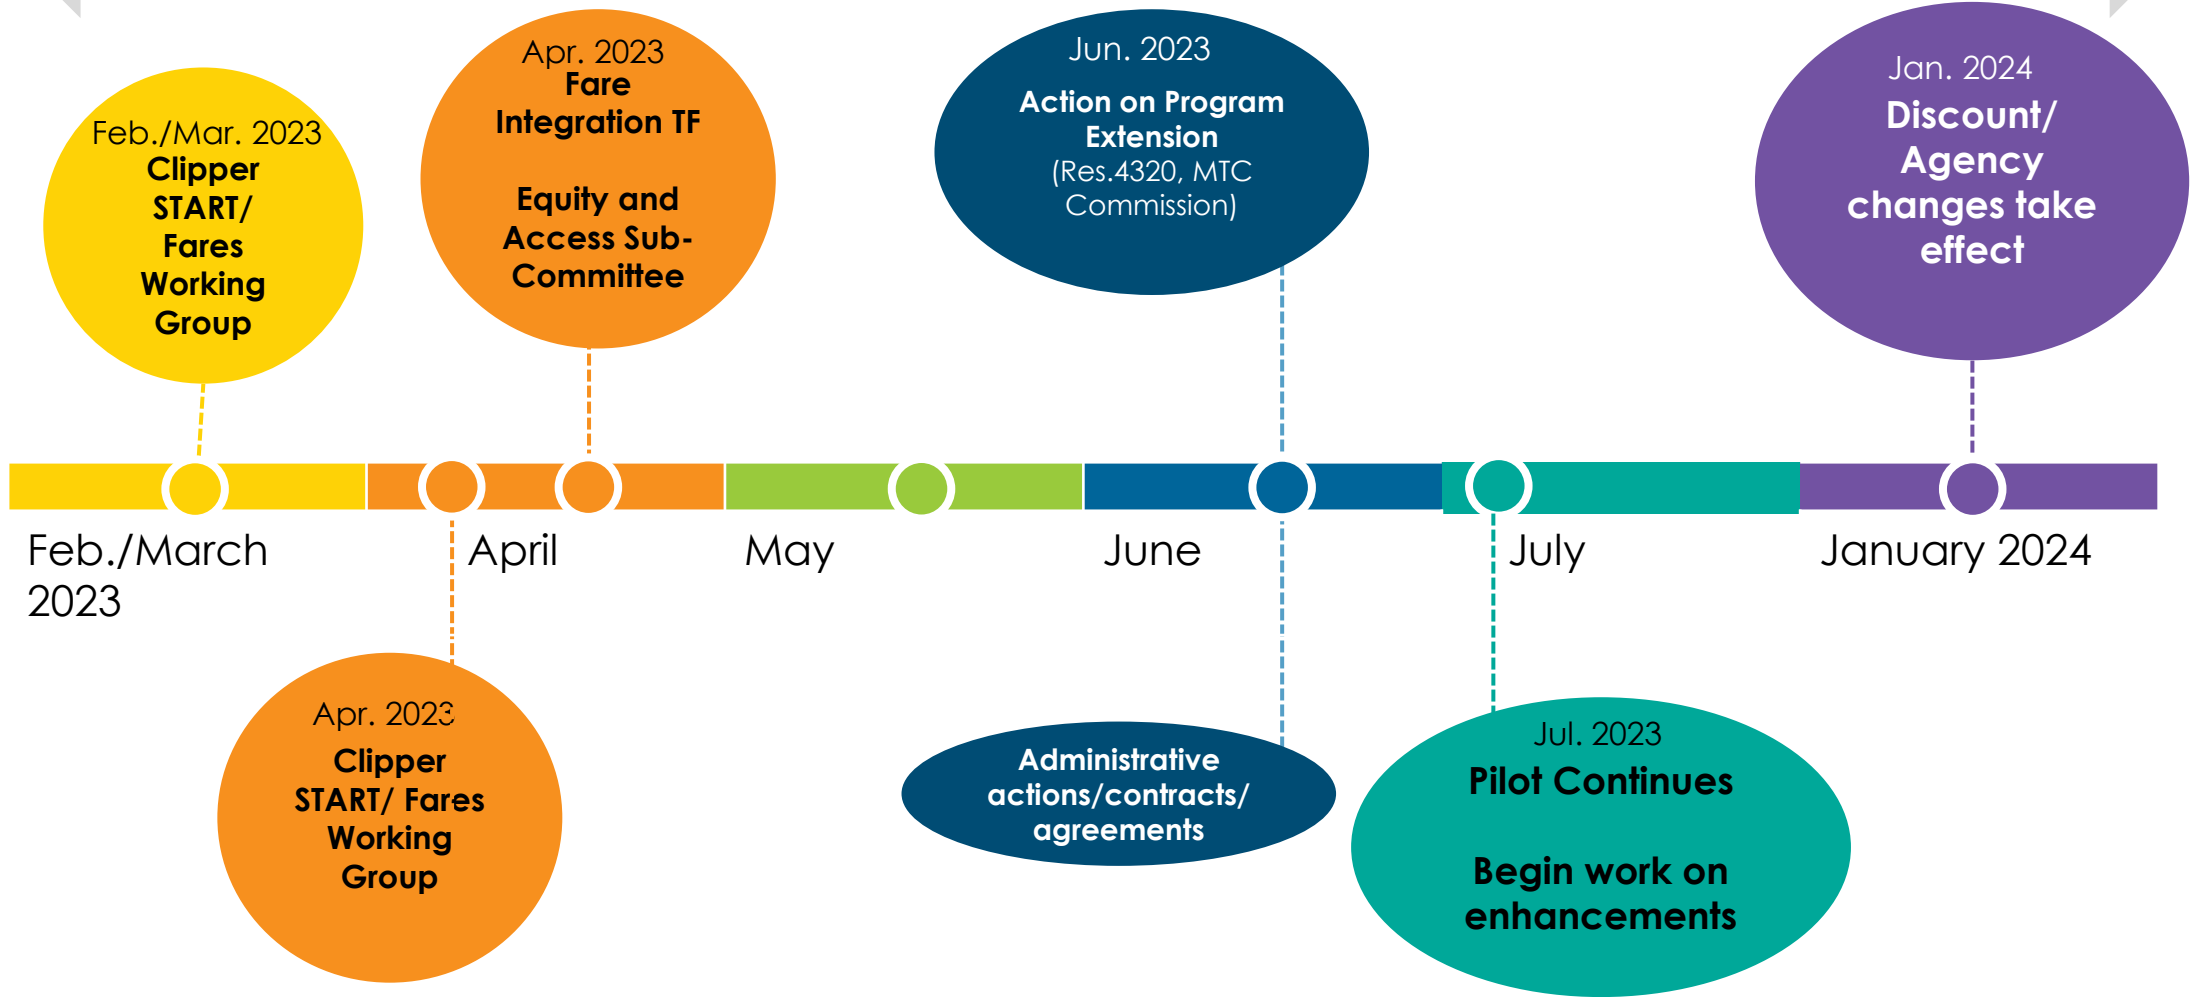 Feb./Mar. 2023
Clipper
START/
Fares
Working
Group
Apr. 2023
Fare
Integration TF
Equity and
Access Sub-
Committee
Jun. 2023
Action on Program
Extension
(Res.4320, MTC
Commission)
Jan. 2024
Discount/
Agency
changes take
effect
Feb./March
2023
April
May
June
July
January 2024
Apr. 2023
Clipper
START/ Fares
Working
Group
Administrative
actions/contracts/
agreements
Jul. 2023
Pilot Continues
Begin work on
enhancements